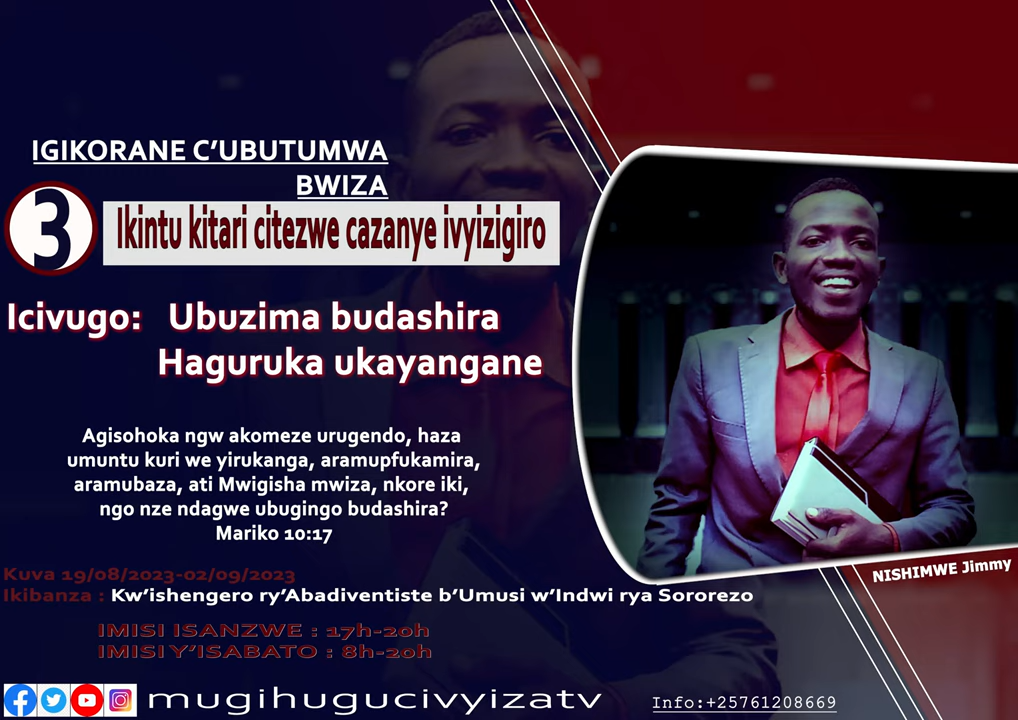 IGIKORANE C'UBUTUMWA
BWIZA
3
Ikintu kitari citezwe cazanye ivyizigiro
Icivugo: Ubuzima budashira
Haguruka ukayangane
Agisohoka ngw akomeze urugendo, haza
umuntu kuri we yirukanga, aramupfukamira,
aramubaza, ati Mwigisha mwiza, nkore iki,
ngo nze ndagwe ubugingo budashira?
Mariko 10:17
NISHIMWE Jimmy
Kuva 19/08/2023-02/09/2023
Ikibanza : Kw'ishengero ry'Abadiventiste b'Umusi w'Indwi rya Sororezo
IMISI ISANZWE : 17h-20h
IMISI Y'ISABATO : 8h-20h
mugihugucivyizatv
Info:+25761208669